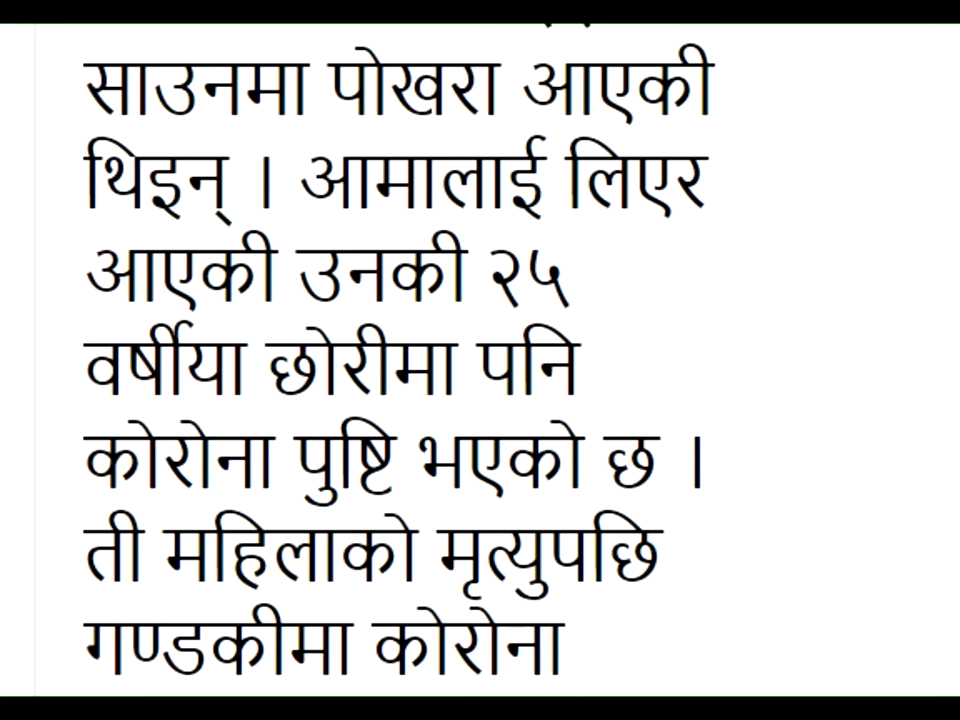 साउनमा पोखरा आएकी
थिइन् । आमालाई लिएर
आएकी उनकी २५
वर्षीया छोरीमा पनि
कोरोना पुष्टि भएको छ ।
ती महिलाको मृत्युपछि
गण्डकीमा कोरोना